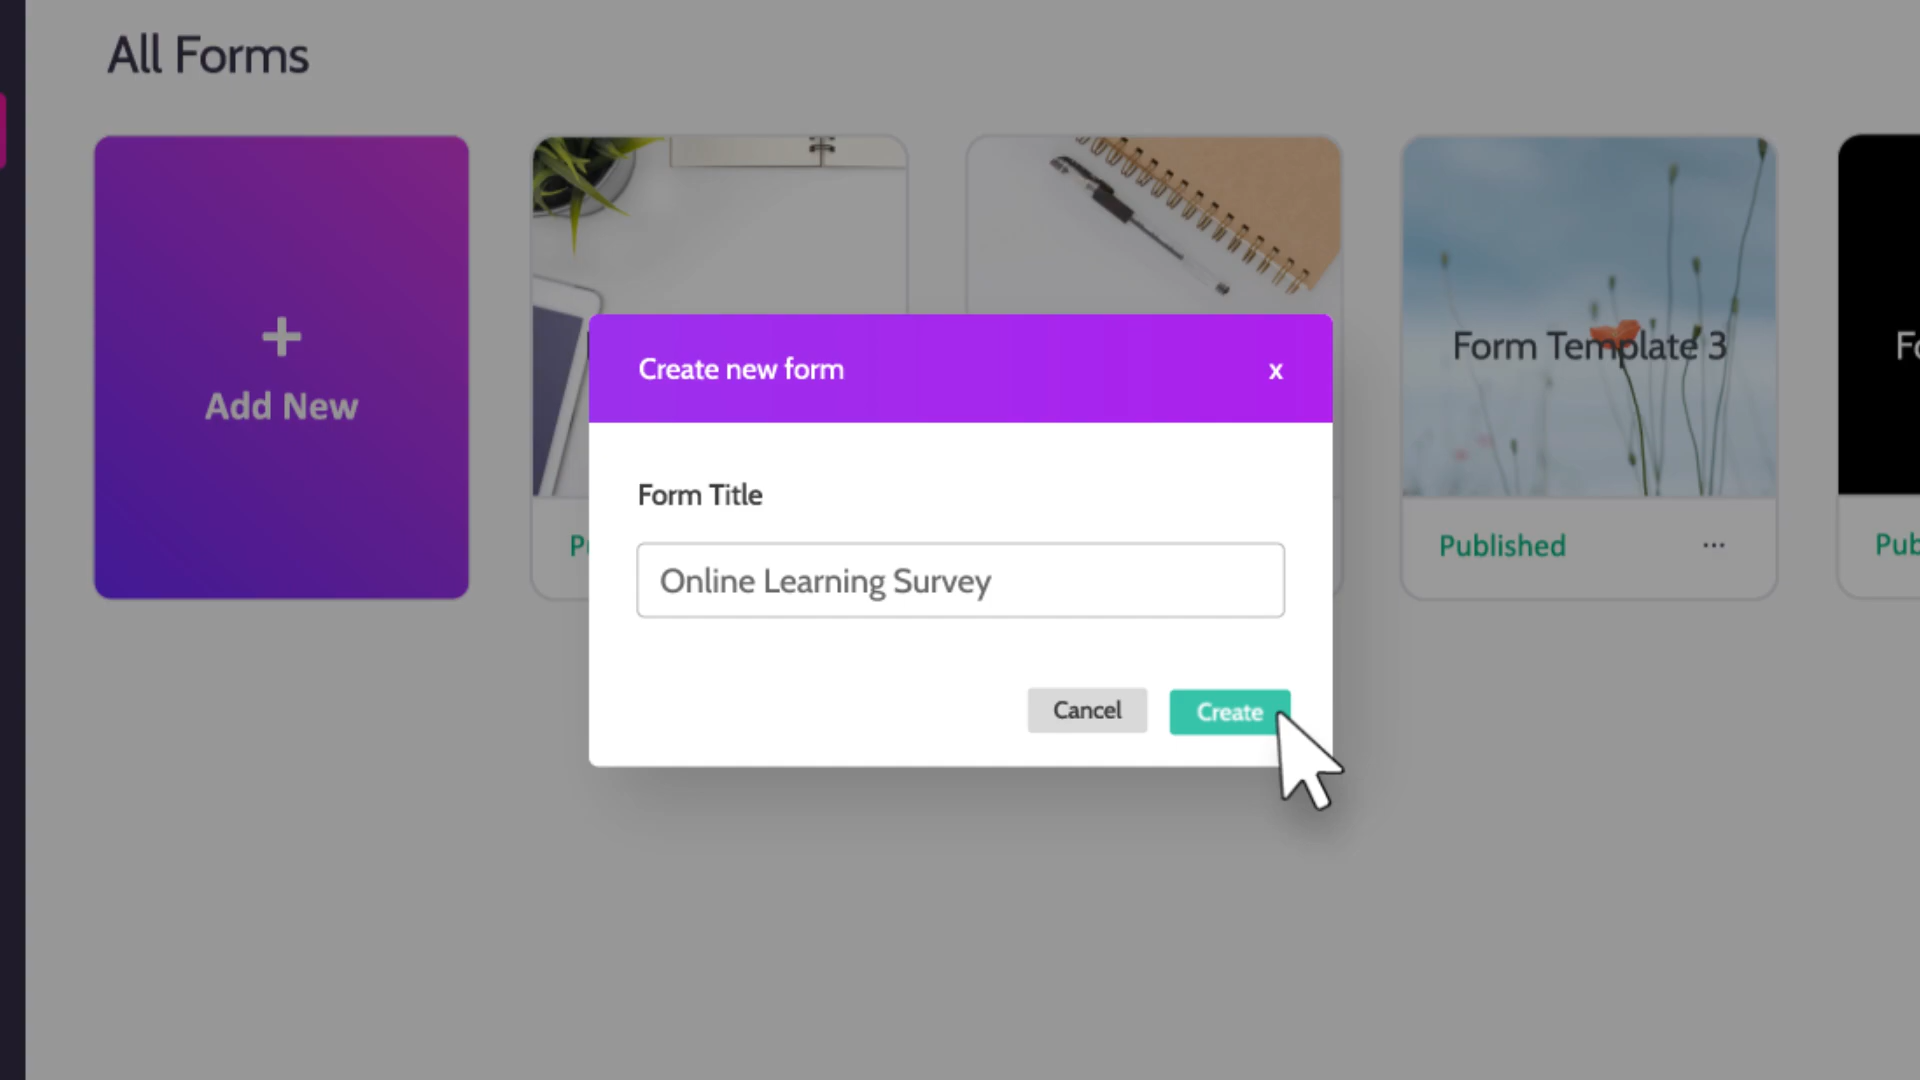 All Forms
+
Add New
Create new form
x
Form Title
Online Learning Survey
Cancel
Create
Form Template 3
Published
...